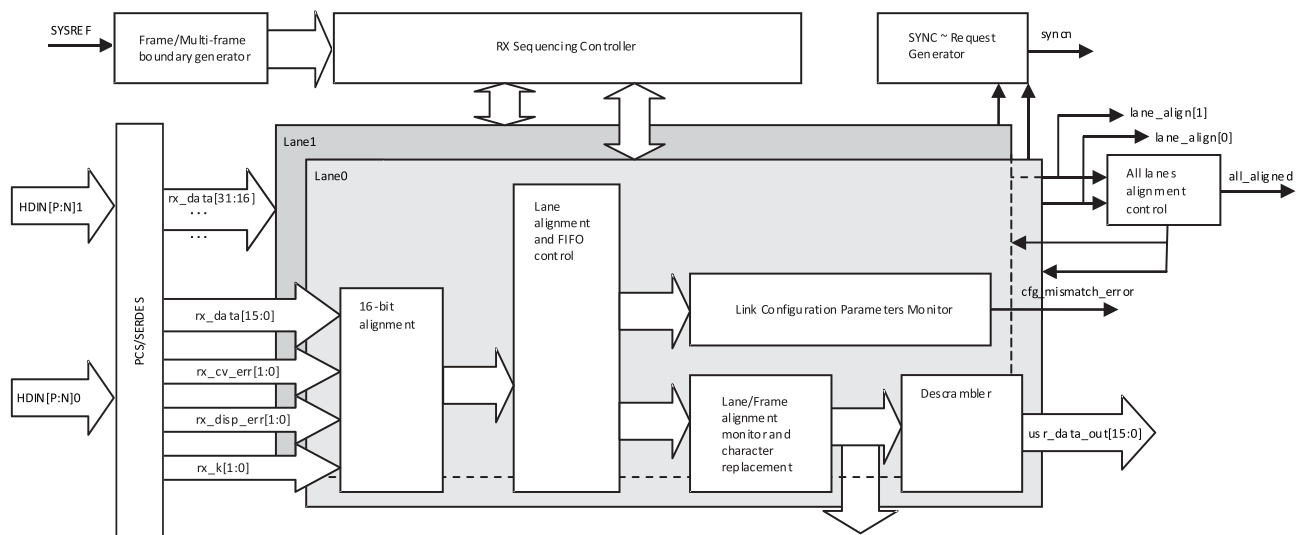 SYSREF
Frame/Multi-frame
boundary generator
RX Sequencing Controller
SYNC ~ Request
Generator
syncn
Lane1
Lane0
lane_align[1]
lane_align[0]
All lanes
alignment
control
all_aligned
HDIN[P:N]1
rx_data[31:16]
...
...
PCS/SERDES
Lane
alignment
and FIFO
control
16-bit
alignment
rx_data[15:0]
Link Configuration Parameters Monitor
cfg_mismatch_error
rx_cv_err[1:0]
HDIN[P:N]0
rx_disp_err[1:0]
rx_k[1:0]
Lane/Frame
alignment
monitor and
character
replacement
Descrambler
usr_data_out[15:0]